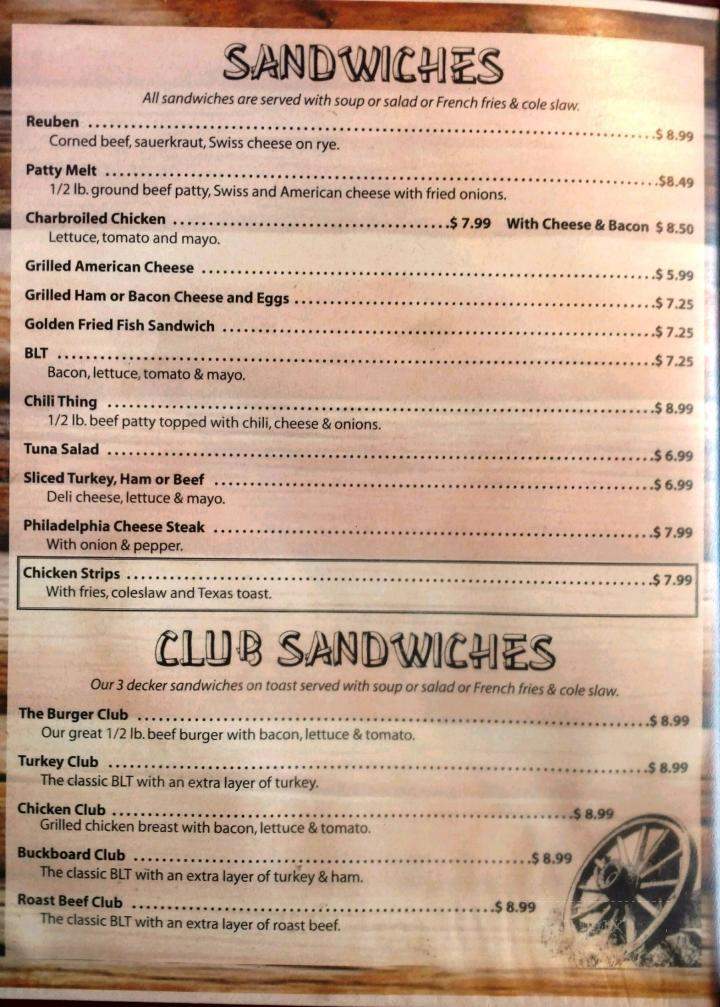 SANDWICHES
All sandwiches are served with soup or salad or French fries & cole slaw.
Reuben ........................................................................$ 8.99
Corned beef, sauerkraut, Swiss cheese on rye.
Patty Melt ........................................................................$8.49
1/2 lb. ground beef patty, Swiss and American cheese with fried onions.
Charbroiled Chicken ....................................$ 7.99 With Cheese & Bacon $ 8.50
Lettuce, tomato and mayo.
Grilled American Cheese ............................................................$ 5.99
Grilled Ham or Bacon Cheese and Eggs ................................................$ 7.25
Golden Fried Fish Sandwich ..........................................................$ 7.25
BLT ..............................................................................$ 7.25
Bacon, lettuce, tomato & mayo.
Chili Thing ........................................................................$ 8.99
1/2 lb. beef patty topped with chili, cheese & onions.
Tuna Salad ........................................................................$ 6.99
Sliced Turkey, Ham or Beef ..........................................................$ 6.99
Deli cheese, lettuce & mayo.
Philadelphia Cheese Steak ..........................................................$ 7.99
With onion & pepper.
Chicken Strips ......................................................................$ 7.99
With fries, coleslaw and Texas toast.
CLUB SANDWICHES
Our 3 decker sandwiches on toast served with soup or salad or French fries & cole slaw.
The Burger Club ....................................................................$ 8.99
Our great 1/2 lb. beef burger with bacon, lettuce & tomato.
Turkey Club ........................................................................$ 8.99
The classic BLT with an extra layer of turkey.
Chicken Club ............................................................$ 8.99
Grilled chicken breast with bacon, lettuce & tomato.
Buckboard Club ....................................................$ 8.99
The classic BLT with an extra layer of turkey & ham.
Roast Beef Club ..............................................$ 8.99
The classic BLT with an extra layer of roast beef.